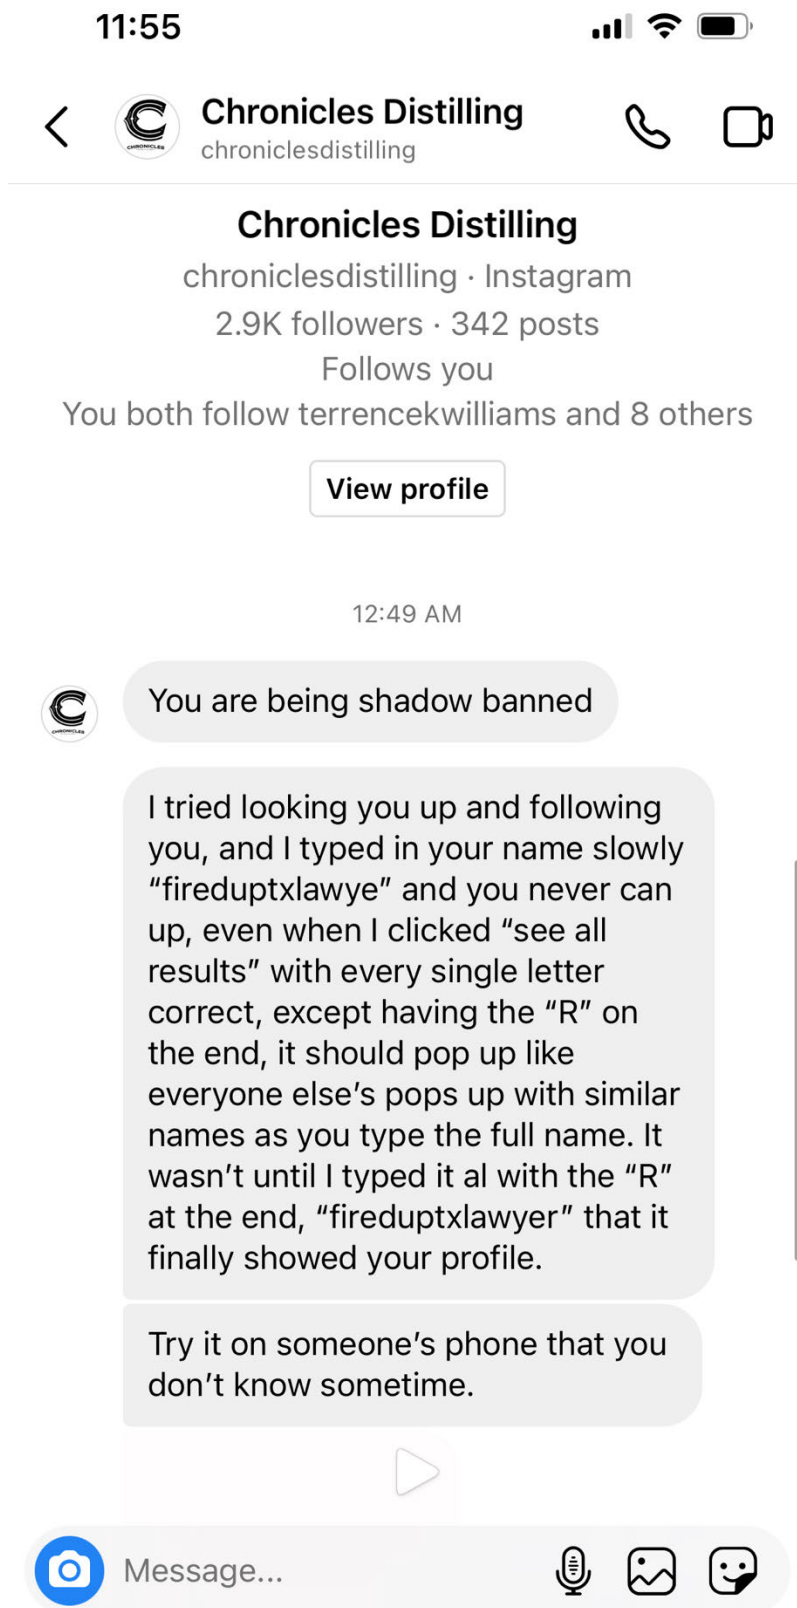 11:55
Chronicles Distilling
chroniclesdistilling
Chronicles Distilling
chroniclesdistilling · Instagram
2.9K followers · 342 posts
Follows you
You both follow terrencekwilliams and 8 others
View profile
12:49 AM
You are being shadow banned
I tried looking you up and following
you, and I typed in your name slowly
“fireduptxlawye” and you never can
up, even when I clicked “see all
results” with every single letter
correct, except having the “R” on
the end, it should pop up like
everyone else’s pops up with similar
names as you type the full name. It
wasn’t until I typed it al with the “R”
at the end, “fireduptxlawyer” that it
finally showed your profile.
Try it on someone’s phone that you
don’t know sometime.
Message...
C
CHRONICLES
C
CHRONICLES